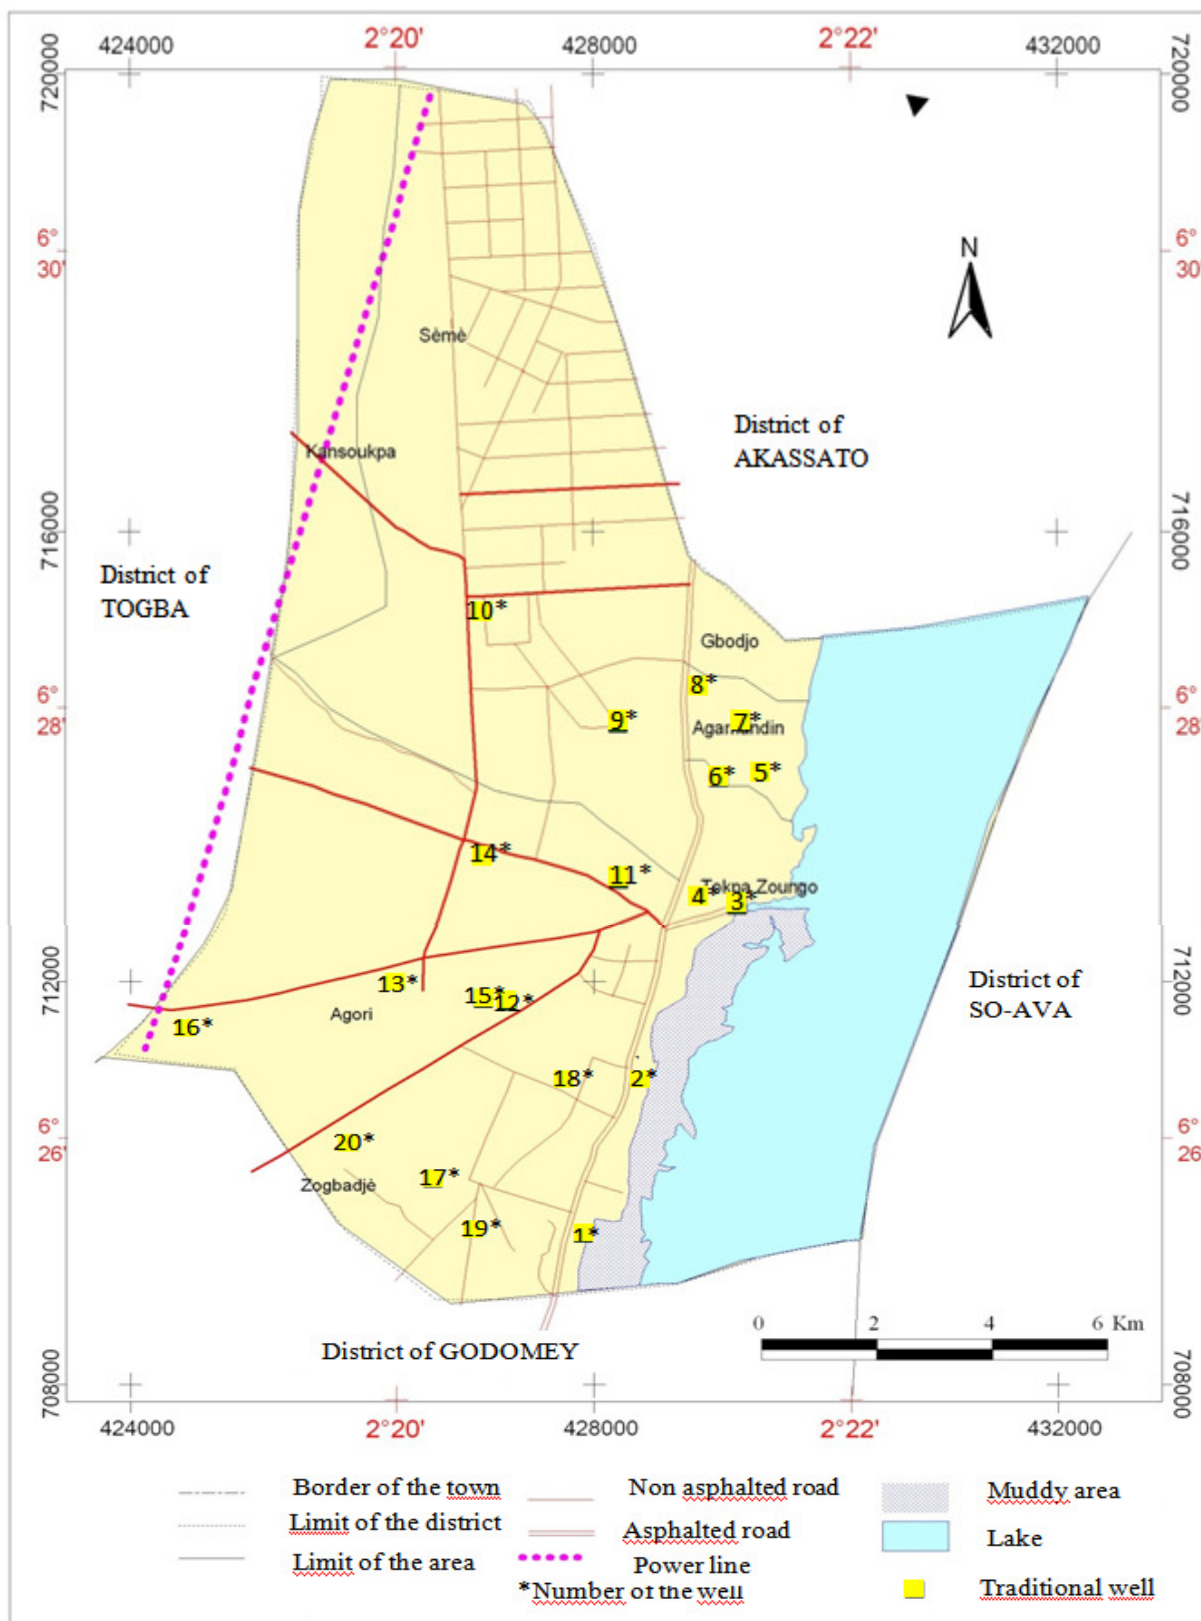 424000 2°20' 428000 2°22' 432000
720000 720000
6° 30' 6° 30'
N
Sèmè
District of
AKASSATO
Kansoukpa
716000 716000
District of
TOGBA
10*
Gbodjo
8*
6° 28' 6° 28'
9* 7*
Agamandin
6* 5*
14*
11*
Tokpa Zoungo
4* 3*
712000 712000
13*
District of
SO-AVA
15* 12*
Agori
16*
18* 2*
6° 26' 6° 26'
20*
17*
Zogbadjè
19* 1*
0 2 4 6 Km
District of GODOMEY
708000 708000
424000 2°20' 428000 2°22' 432000
Border of the town Non asphalted road Muddy area
Limit of the district Asphalted road Lake
Limit of the area Power line
*Number of the well Traditional well